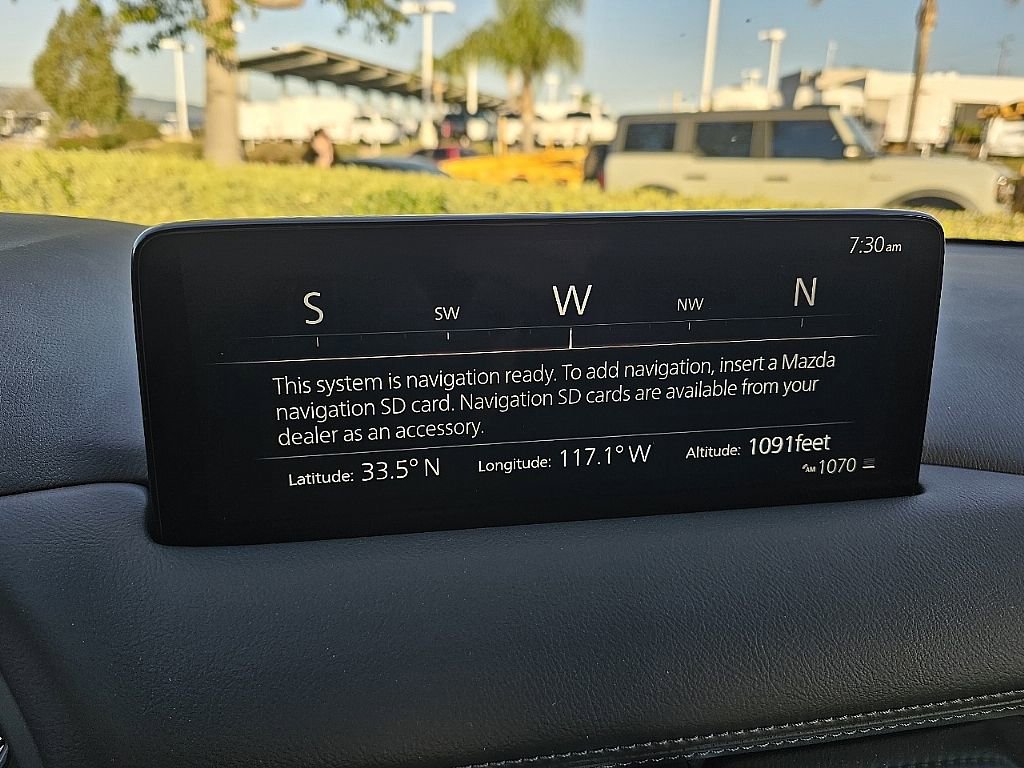 7:30am
S SW W NW N
This system is navigation ready. To add navigation, insert a Mazda
navigation SD card. Navigation SD cards are available from your
dealer as an accessory.
Latitude: 33.5° N Longitude: 117.1° W Altitude: 1091feet
AM 1070